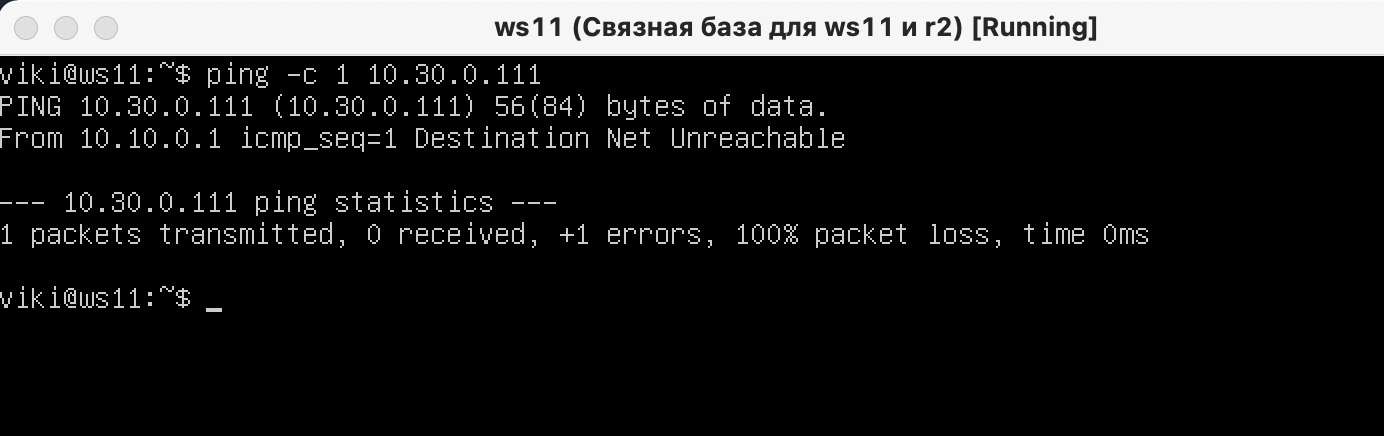 ws11 (Связная база для ws11 и r2) [Running]
viki@ws11:~$ ping -c 1 10.30.0.111
PING 10.30.0.111 (10.30.0.111) 56(84) bytes of data.
From 10.10.0.1 icmp_seq=1 Destination Net Unreachable
--- 10.30.0.111 ping statistics ---
1 packets transmitted, 0 received, +1 errors, 100% packet loss, time 0ms
viki@ws11:~$ _